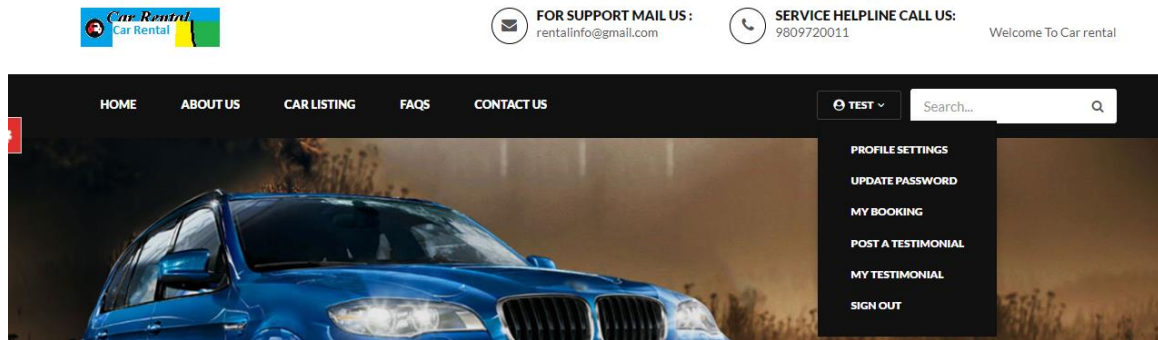 Car Rental
Car Rental
FOR SUPPORT MAIL US :
rentalinfo@gmail.com
SERVICE HELPLINE CALL US:
9809720011
Welcome To Car rental
HOME ABOUT US CAR LISTING FAQS CONTACT US TEST Search...
PROFILE SETTINGS
UPDATE PASSWORD
MY BOOKING
POST A TESTIMONIAL
MY TESTIMONIAL
SIGN OUT